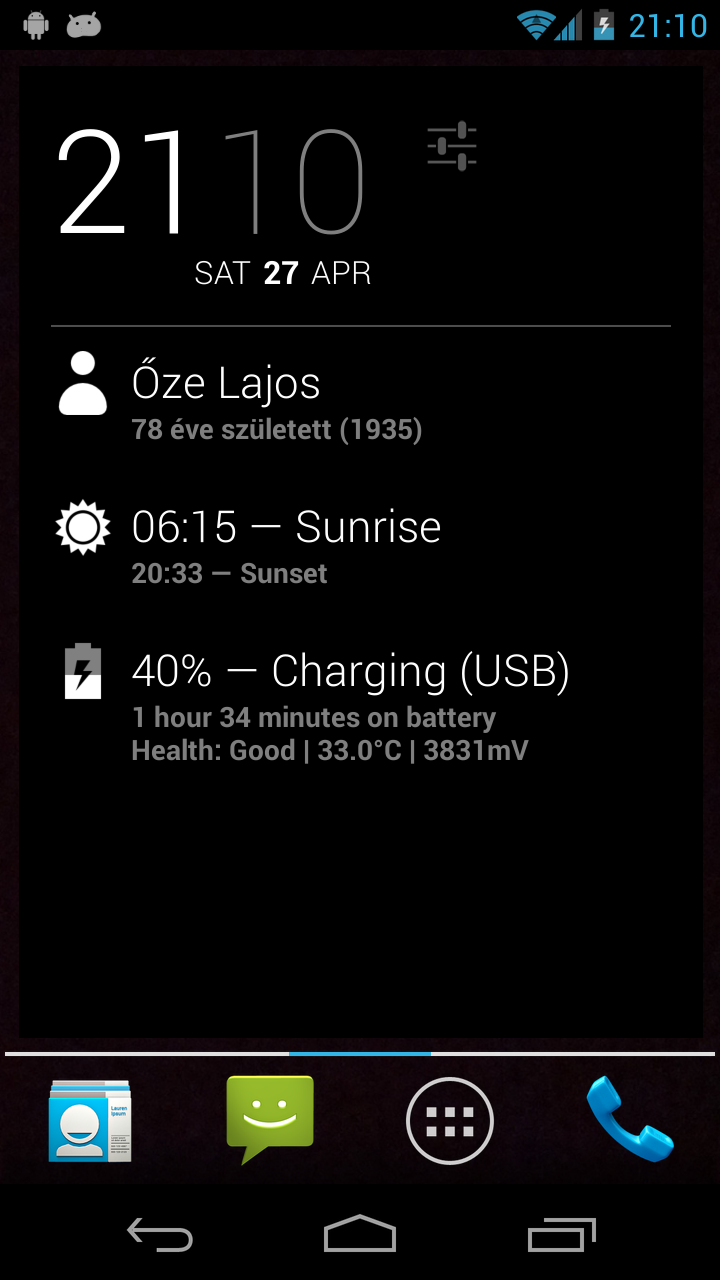 21:10
2110
SAT 27 APR
Őze Lajos
78 éve született (1935)
06:15 — Sunrise
20:33 — Sunset
40% — Charging (USB)
1 hour 34 minutes on battery
Health: Good | 33.0°C | 3831mV
Lauren
Ipsum